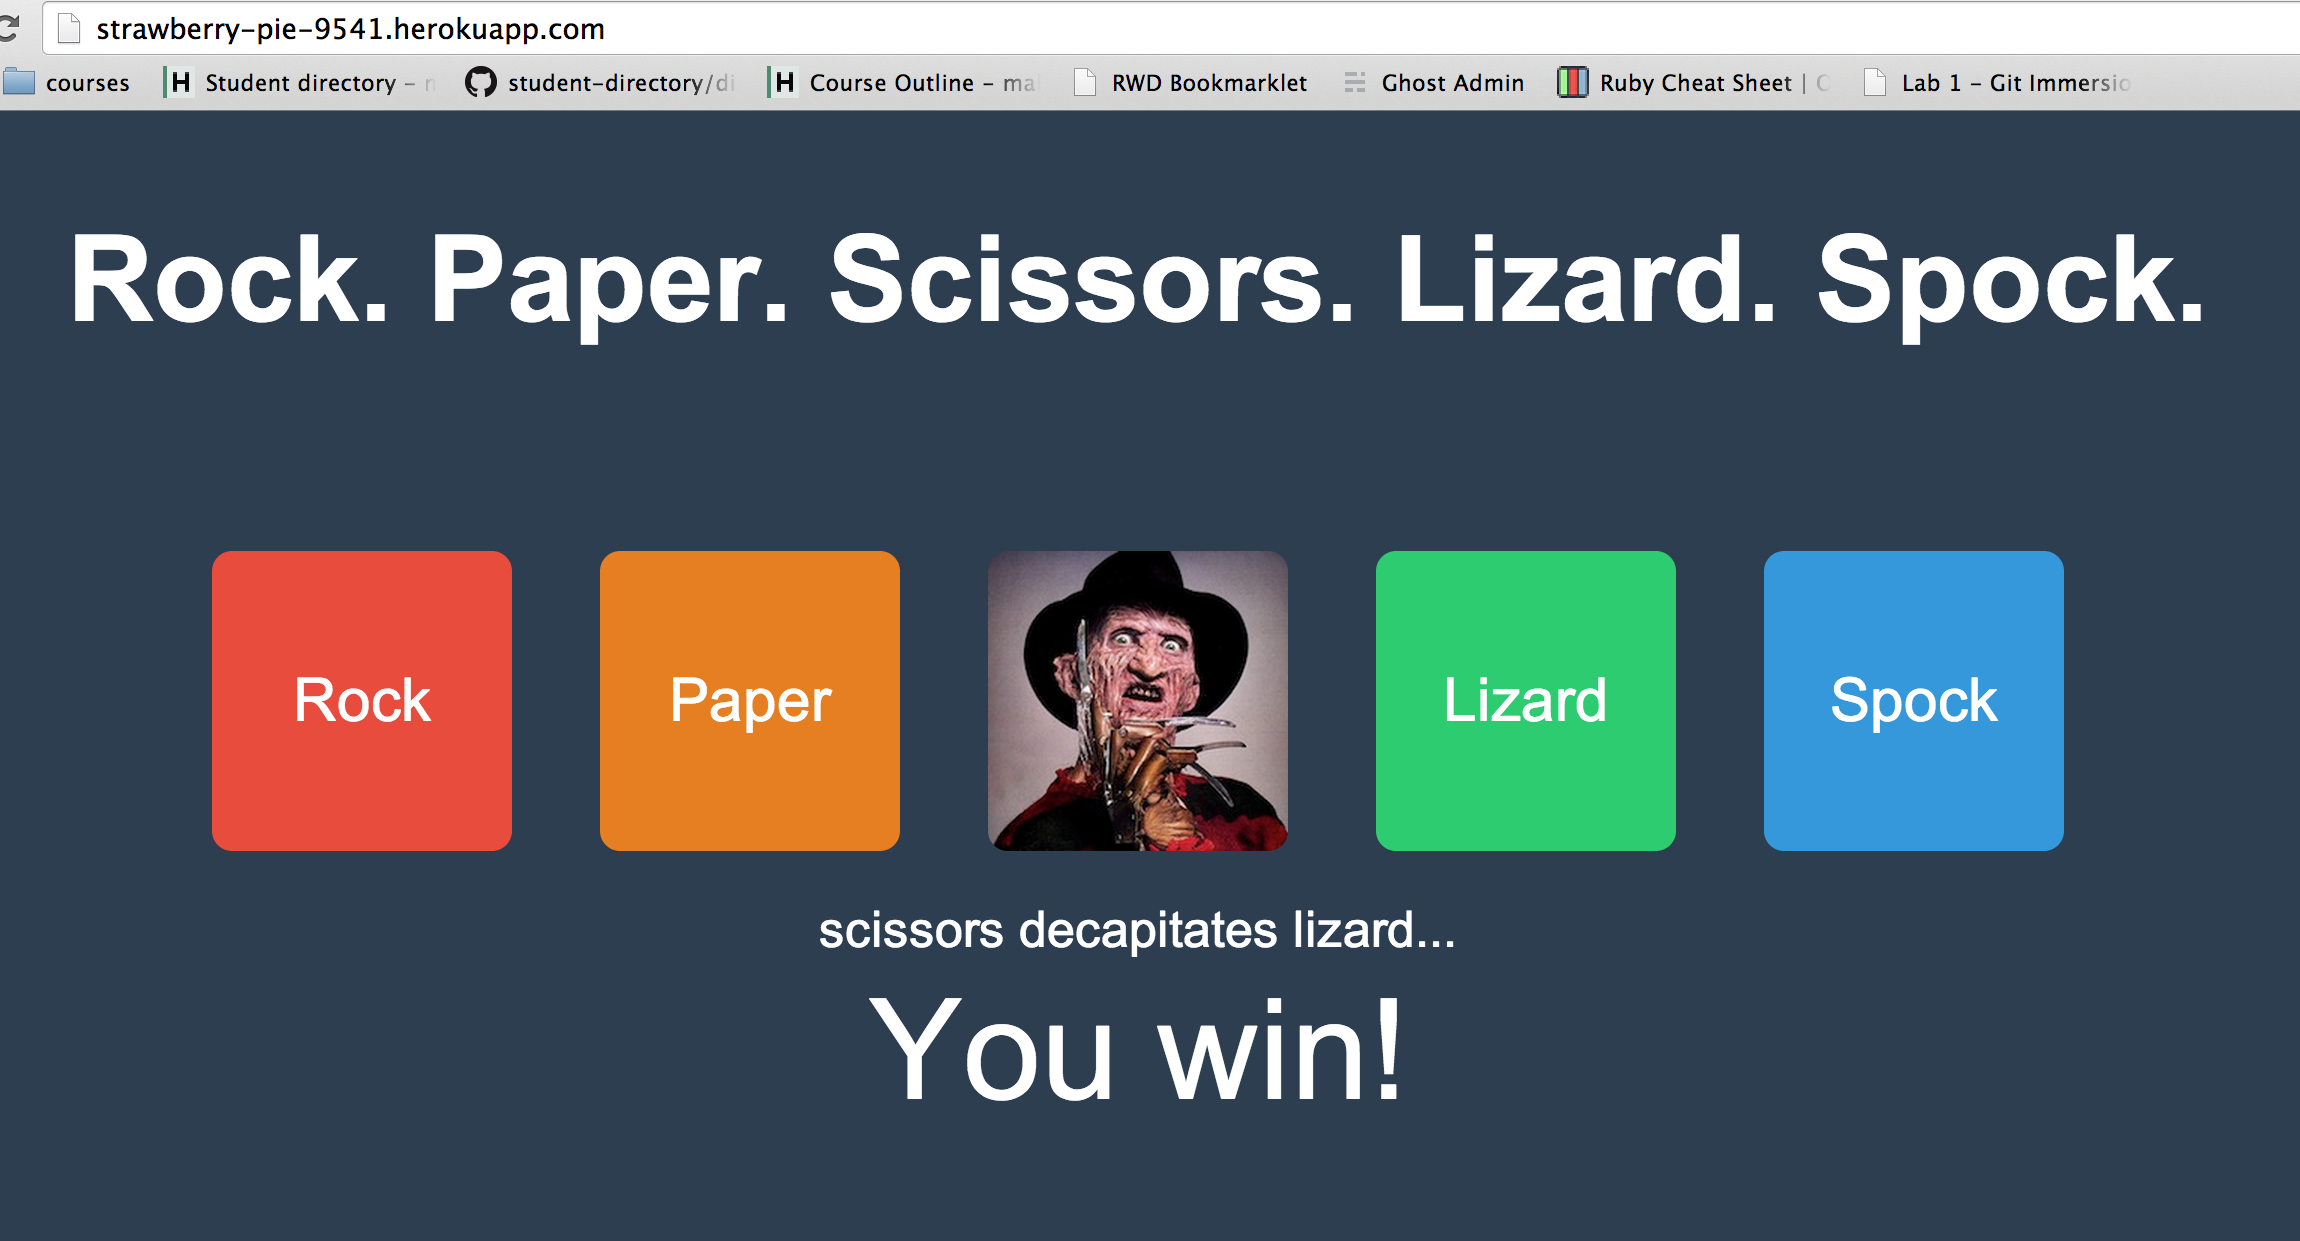 strawberry-pie-9541.herokuapp.com
courses H Student directory – student-directory/di H Course Outline – ma RWD Bookmarklet Ghost Admin Ruby Cheat Sheet | Lab 1 – Git Immersio
Rock. Paper. Scissors. Lizard. Spock.
Rock Paper Lizard Spock
scissors decapitates lizard...
You win!